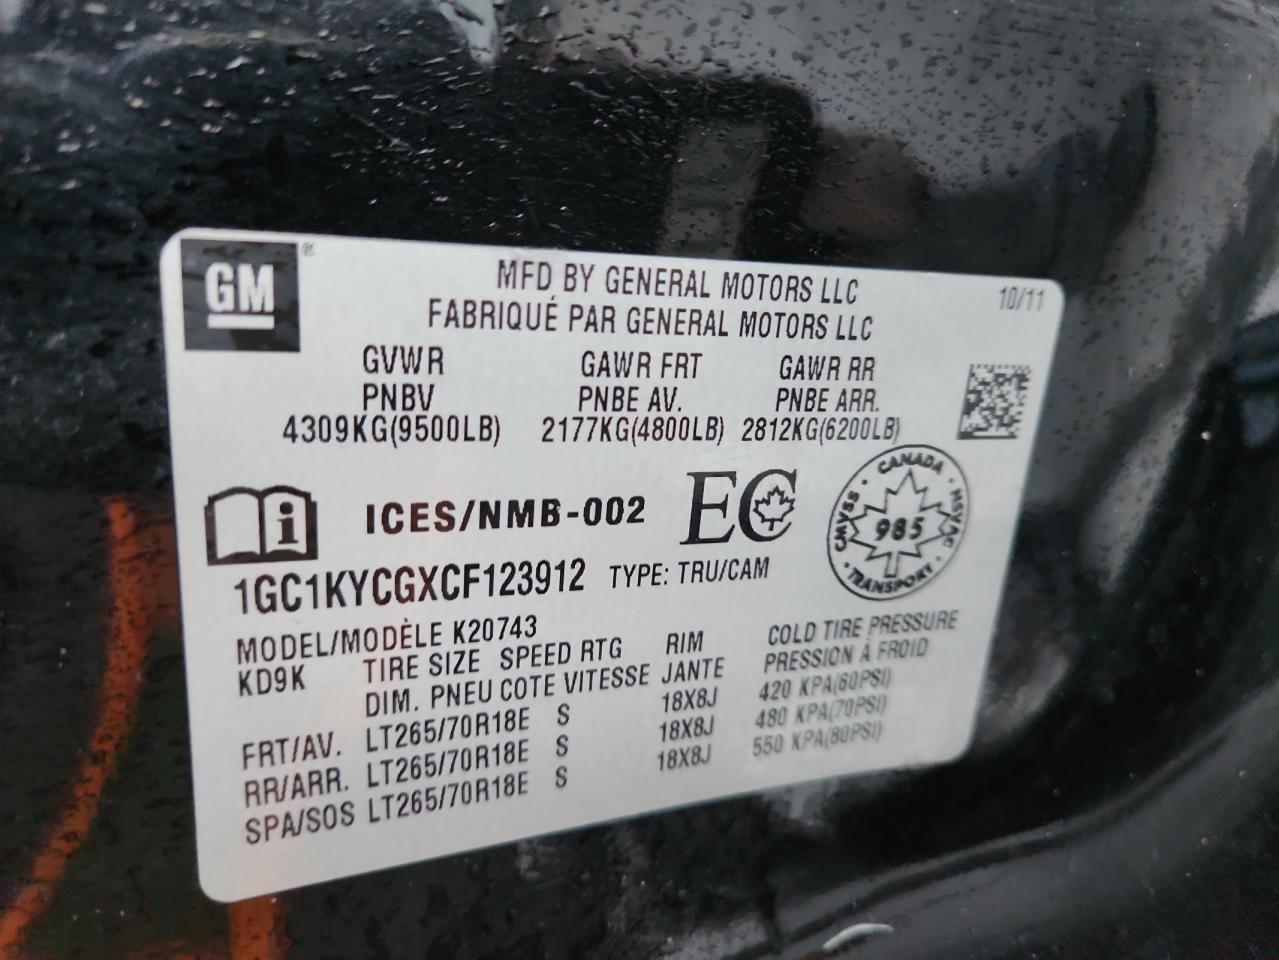 GM ®
MFD BY GENERAL MOTORS LLC
10/11
FABRIQUÉ PAR GENERAL MOTORS LLC
GVWR GAWR FRT GAWR RR
PNBV PNBE AV. PNBE ARR.
4309KG(9500LB) 2177KG(4800LB) 2812KG(6200LB)
i ICES/NMB-002 EC
CANADA
CMVSS 985 NSVAC
TRANSPORT
1GC1KYCGXCF123912 TYPE: TRU/CAM
MODEL/MODÈLE K20743
KD9K TIRE SIZE SPEED RTG RIM COLD TIRE PRESSURE
DIM. PNEU COTE VITESSE JANTE PRESSION À FROID
FRT/AV. LT265/70R18E S 18X8J 420 KPA(60PSI)
RR/ARR. LT265/70R18E S 18X8J 480 KPA(70PSI)
SPA/SOS LT265/70R18E S 18X8J 550 KPA(80PSI)